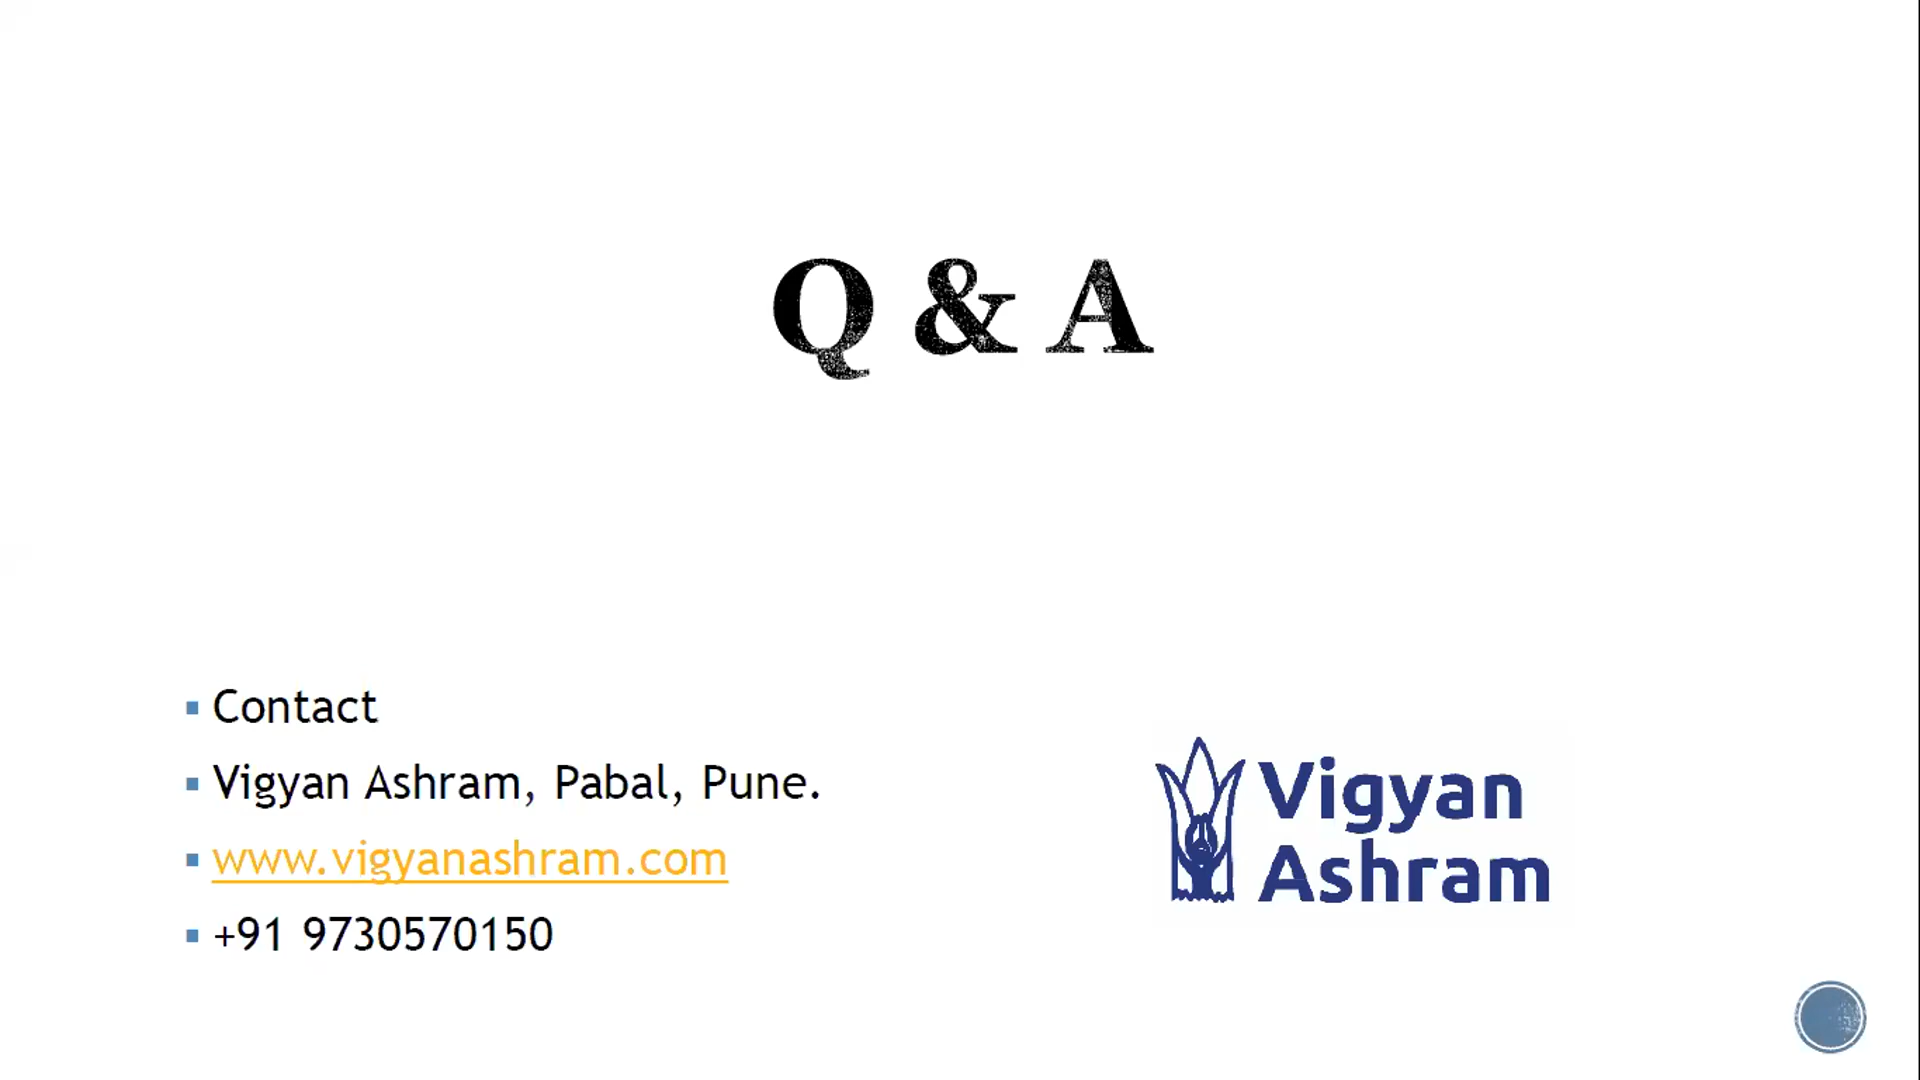 Q & A
Contact
Vigyan Ashram, Pabal, Pune.
www.vigyanashram.com
+91 9730570150
Vigyan
Ashram